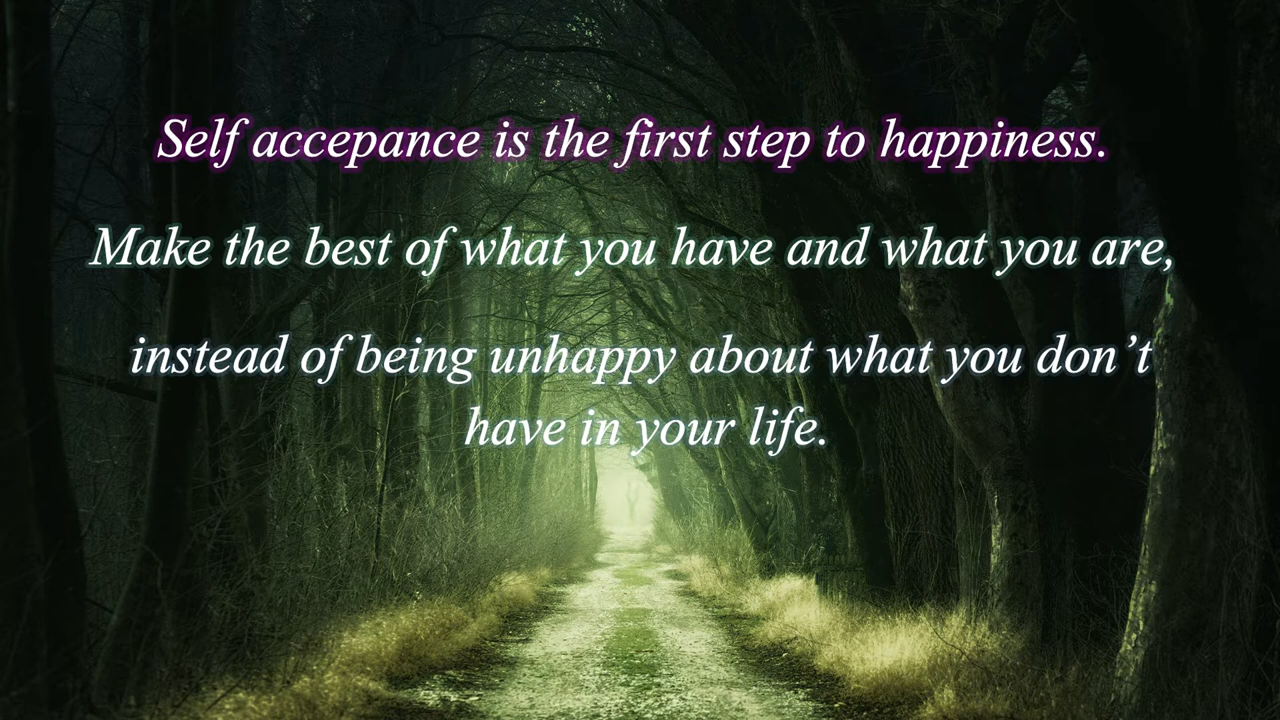 Self accepance is the first step to happiness.
Make the best of what you have and what you are,
instead of being unhappy about what you don’t
have in your life.